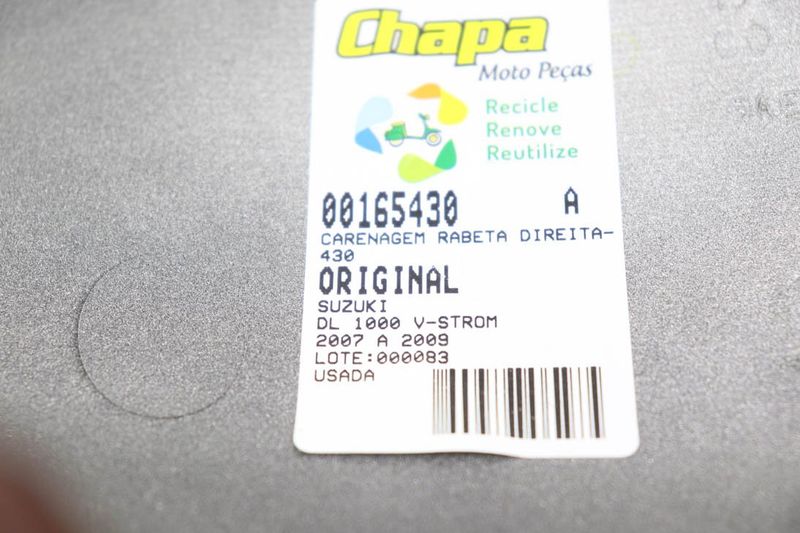 Chapa
Moto Peças
Recicle
Renove
Reutilize
00165430 A
CARENAGEM RABETA DIREITA-
430
ORIGINAL
SUZUKI
DL 1000 V-STROM
2007 A 2009
LOTE:000083
USADA